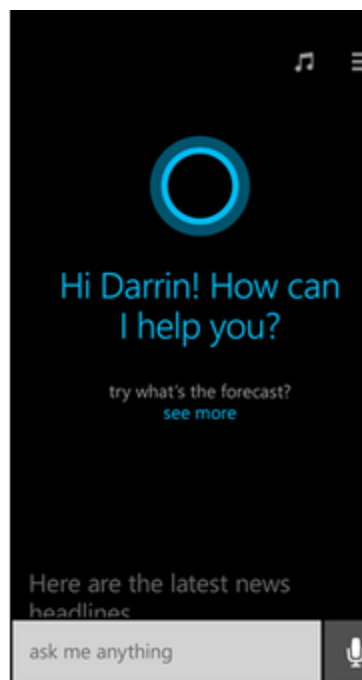 Hi Darrin! How can
I help you?
try what's the forecast?
see more
Here are the latest news
headlines
ask me anything